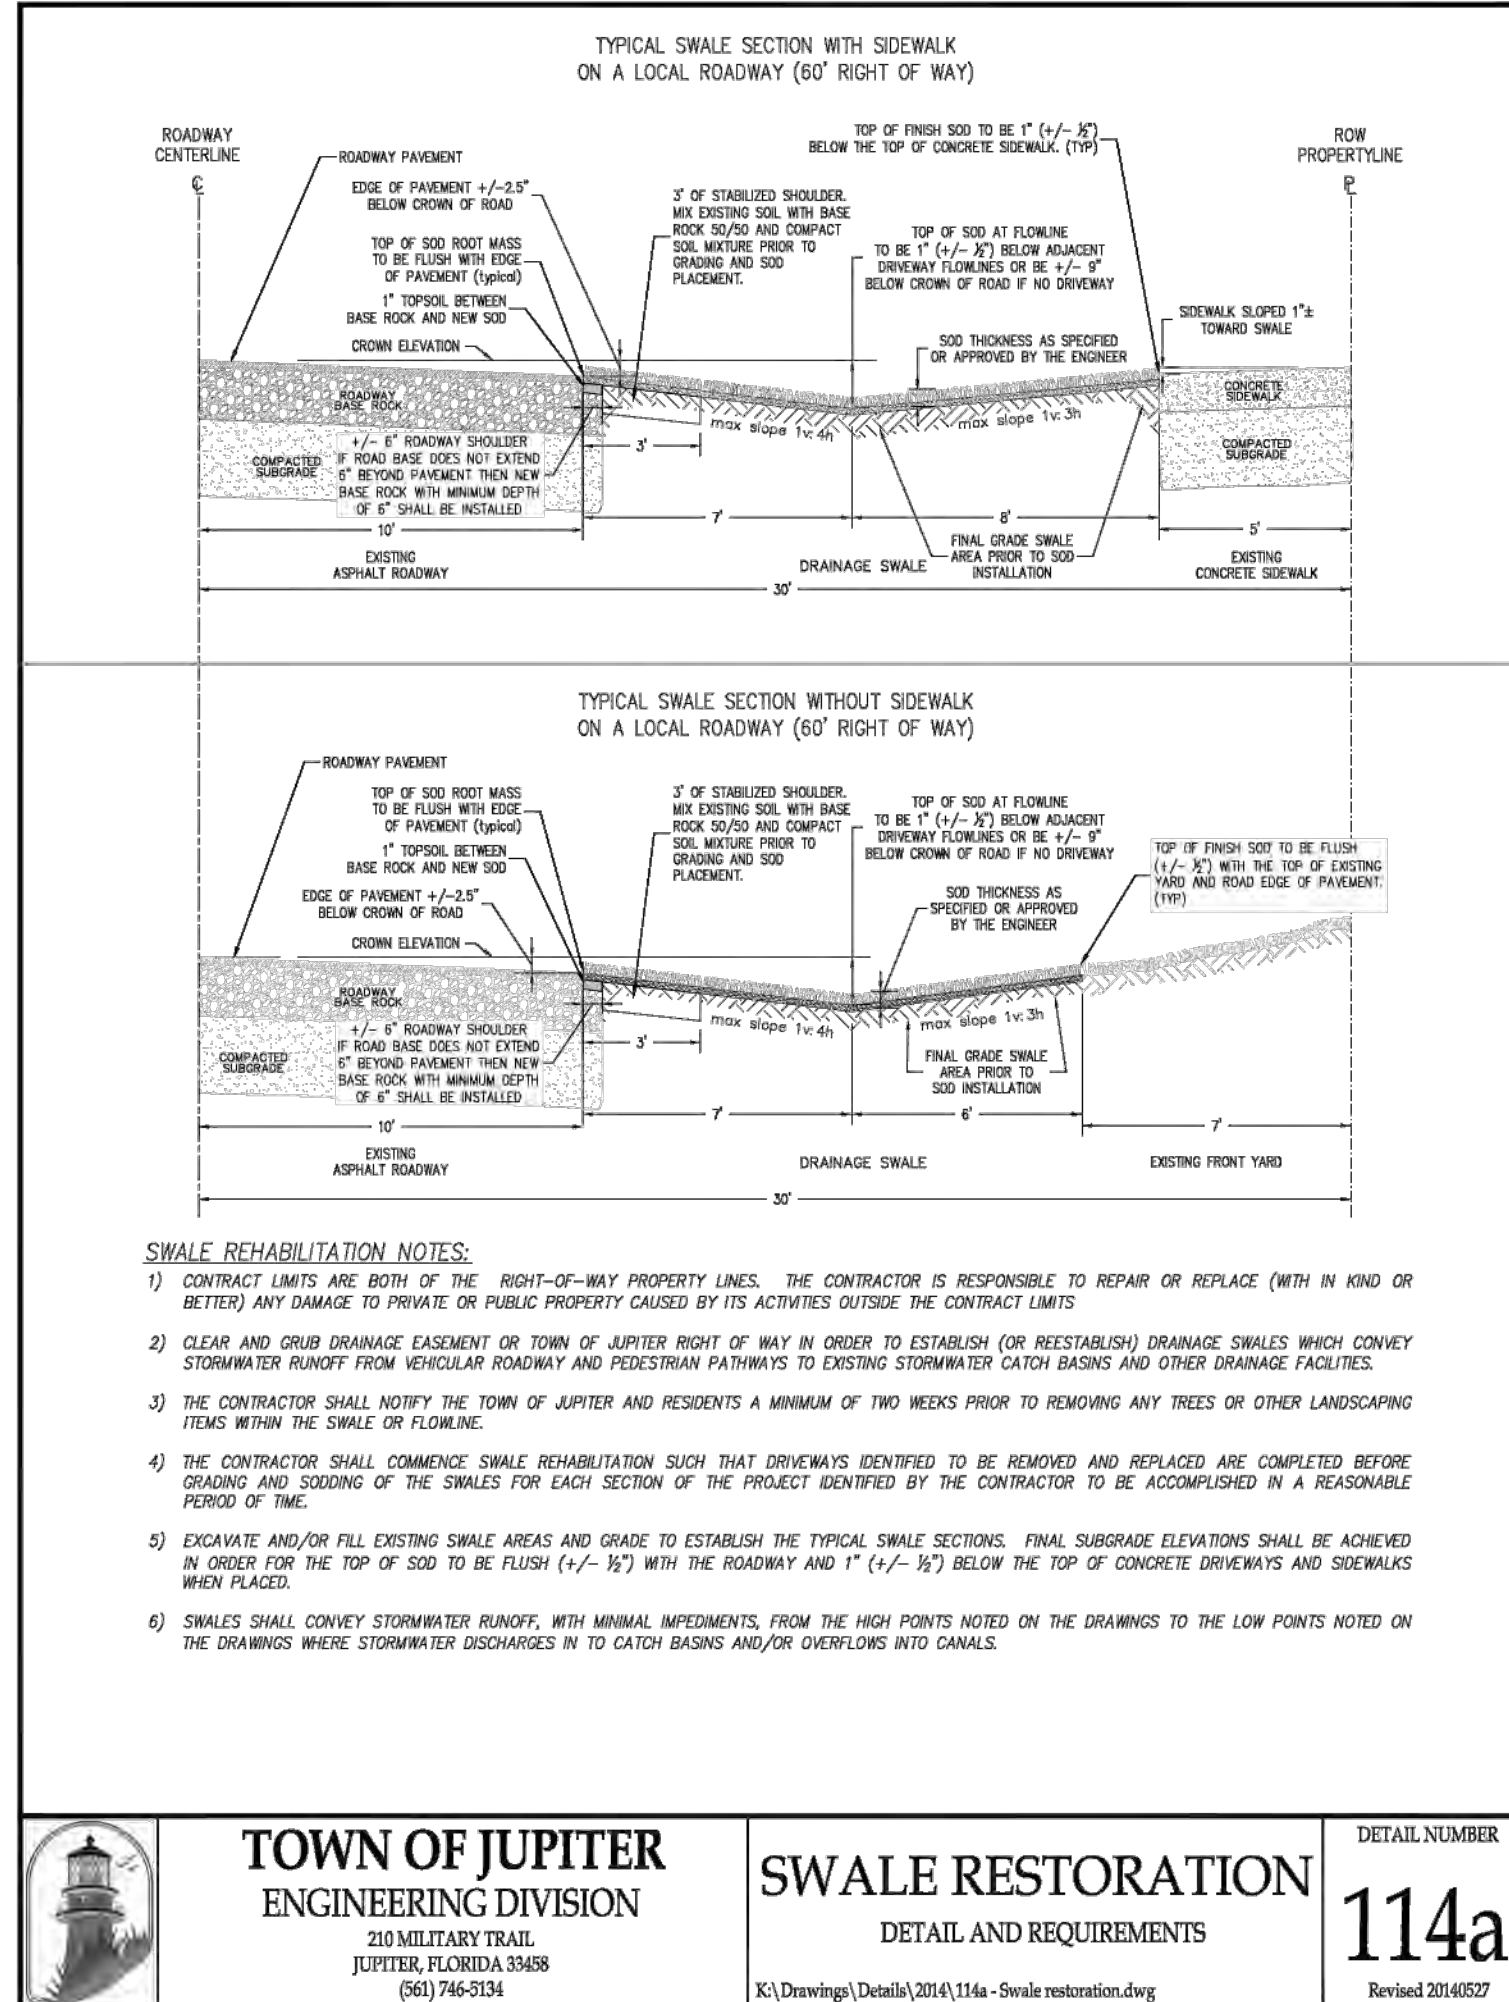 TYPICAL SWALE SECTION WITH SIDEWALK
ON A LOCAL ROADWAY (60' RIGHT OF WAY)
ROADWAY
CENTERLINE
ROADWAY PAVEMENT
EDGE OF PAVEMENT +/-2.5"
BELOW CROWN OF ROAD
TOP OF SOD ROOT MASS
TO BE FLUSH WITH EDGE
OF PAVEMENT (typical)
1" TOPSOIL BETWEEN
BASE ROCK AND NEW SOD
CROWN ELEVATION
3' OF STABILIZED SHOULDER.
MIX EXISTING SOIL WITH BASE
ROCK 50/50 AND COMPACT
SOIL MIXTURE PRIOR TO
GRADING AND SOD
PLACEMENT.
TOP OF FINISH SOD TO BE 1" (+/- ½")
BELOW THE TOP OF CONCRETE SIDEWALK. (TYP)
TOP OF SOD AT FLOWLINE
TO BE 1" (+/- ½") BELOW ADJACENT
DRIVEWAY FLOWLINES OR BE +/- 9"
BELOW CROWN OF ROAD IF NO DRIVEWAY
SOD THICKNESS AS SPECIFIED
OR APPROVED BY THE ENGINEER
ROW
PROPERTYLINE
SIDEWALK SLOPED 1"±
TOWARD SWALE
ROADWAY
BASE ROCK
COMPACTED
SUBGRADE
+/- 6" ROADWAY SHOULDER
IF ROAD BASE DOES NOT EXTEND
6" BEYOND PAVEMENT THEN NEW
BASE ROCK WITH MINIMUM DEPTH
OF 6" SHALL BE INSTALLED
3'
max slope 1v: 4h
max slope 1v: 3h
CONCRETE
SIDEWALK
COMPACTED
SUBGRADE
10'
7'
8'
5'
EXISTING
ASPHALT ROADWAY
DRAINAGE SWALE
FINAL GRADE SWALE
AREA PRIOR TO SOD
INSTALLATION
EXISTING
CONCRETE SIDEWALK
30'
TYPICAL SWALE SECTION WITHOUT SIDEWALK
ON A LOCAL ROADWAY (60' RIGHT OF WAY)
ROADWAY PAVEMENT
TOP OF SOD ROOT MASS
TO BE FLUSH WITH EDGE
OF PAVEMENT (typical)
1" TOPSOIL BETWEEN
BASE ROCK AND NEW SOD
EDGE OF PAVEMENT +/-2.5"
BELOW CROWN OF ROAD
CROWN ELEVATION
3' OF STABILIZED SHOULDER.
MIX EXISTING SOIL WITH BASE
ROCK 50/50 AND COMPACT
SOIL MIXTURE PRIOR TO
GRADING AND SOD
PLACEMENT.
TOP OF SOD AT FLOWLINE
TO BE 1" (+/- ½") BELOW ADJACENT
DRIVEWAY FLOWLINES OR BE +/- 9"
BELOW CROWN OF ROAD IF NO DRIVEWAY
SOD THICKNESS AS
SPECIFIED OR APPROVED
BY THE ENGINEER
TOP OF FINISH SOD TO BE FLUSH
(+/- ½") WITH THE TOP OF EXISTING
YARD AND ROAD EDGE OF PAVEMENT.
(TYP)
ROADWAY
BASE ROCK
COMPACTED
SUBGRADE
+/- 6" ROADWAY SHOULDER
IF ROAD BASE DOES NOT EXTEND
6" BEYOND PAVEMENT THEN NEW
BASE ROCK WITH MINIMUM DEPTH
OF 6" SHALL BE INSTALLED
3'
max slope 1v: 4h
max slope 1v: 3h
FINAL GRADE SWALE
AREA PRIOR TO
SOD INSTALLATION
10'
7'
6'
7'
EXISTING
ASPHALT ROADWAY
DRAINAGE SWALE
EXISTING FRONT YARD
30'
SWALE REHABILITATION NOTES:
1) CONTRACT LIMITS ARE BOTH OF THE RIGHT-OF-WAY PROPERTY LINES. THE CONTRACTOR IS RESPONSIBLE TO REPAIR OR REPLACE (WITH IN KIND OR
BETTER) ANY DAMAGE TO PRIVATE OR PUBLIC PROPERTY CAUSED BY ITS ACTIVITIES OUTSIDE THE CONTRACT LIMITS
2) CLEAR AND GRUB DRAINAGE EASEMENT OR TOWN OF JUPITER RIGHT OF WAY IN ORDER TO ESTABLISH (OR REESTABLISH) DRAINAGE SWALES WHICH CONVEY
STORMWATER RUNOFF FROM VEHICULAR ROADWAY AND PEDESTRIAN PATHWAYS TO EXISTING STORMWATER CATCH BASINS AND OTHER DRAINAGE FACILITIES.
3) THE CONTRACTOR SHALL NOTIFY THE TOWN OF JUPITER AND RESIDENTS A MINIMUM OF TWO WEEKS PRIOR TO REMOVING ANY TREES OR OTHER LANDSCAPING
ITEMS WITHIN THE SWALE OR FLOWLINE.
4) THE CONTRACTOR SHALL COMMENCE SWALE REHABILITATION SUCH THAT DRIVEWAYS IDENTIFIED TO BE REMOVED AND REPLACED ARE COMPLETED BEFORE
GRADING AND SODDING OF THE SWALES FOR EACH SECTION OF THE PROJECT IDENTIFIED BY THE CONTRACTOR TO BE ACCOMPLISHED IN A REASONABLE
PERIOD OF TIME.
5) EXCAVATE AND/OR FILL EXISTING SWALE AREAS AND GRADE TO ESTABLISH THE TYPICAL SWALE SECTIONS. FINAL SUBGRADE ELEVATIONS SHALL BE ACHIEVED
IN ORDER FOR THE TOP OF SOD TO BE FLUSH (+/- ½") WITH THE ROADWAY AND 1" (+/- ½") BELOW THE TOP OF CONCRETE DRIVEWAYS AND SIDEWALKS
WHEN PLACED.
6) SWALES SHALL CONVEY STORMWATER RUNOFF, WITH MINIMAL IMPEDIMENTS, FROM THE HIGH POINTS NOTED ON THE DRAWINGS TO THE LOW POINTS NOTED ON
THE DRAWINGS WHERE STORMWATER DISCHARGES IN TO CATCH BASINS AND/OR OVERFLOWS INTO CANALS.
TOWN OF JUPITER
ENGINEERING DIVISION
210 MILITARY TRAIL
JUPITER, FLORIDA 33458
(561) 746-5134
SWALE RESTORATION
DETAIL AND REQUIREMENTS
K:\Drawings\Details\2014\114a - Swale restoration.dwg
DETAIL NUMBER
114a
Revised 20140527